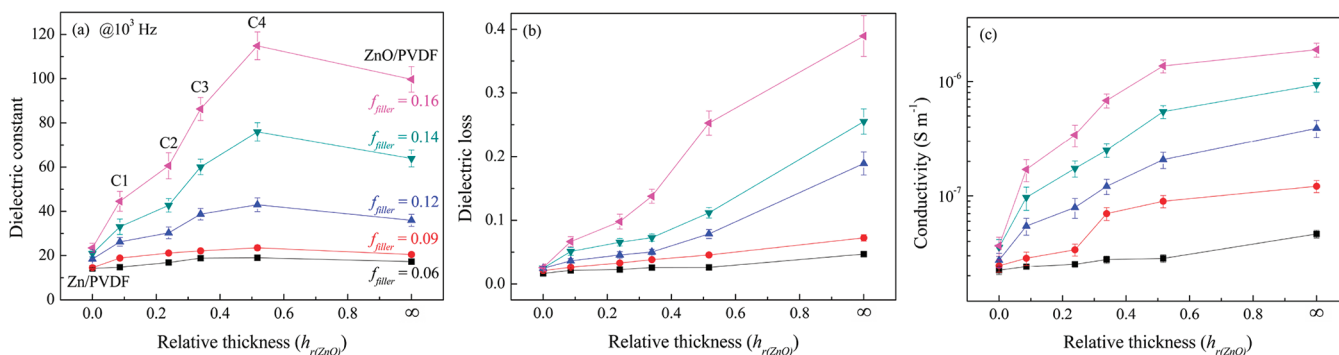 (a) @10³ Hz
C1
C2
C3
C4
ZnO/PVDF
f_filler = 0.16
f_filler = 0.14
f_filler = 0.12
f_filler = 0.09
f_filler = 0.06
Zn/PVDF
Dielectric constant
120
100
80
60
40
20
0
0.0 0.2 0.4 0.6 0.8 ∞
Relative thickness (h_r(ZnO))
(b)
Dielectric loss
0.4
0.3
0.2
0.1
0.0
0.0 0.2 0.4 0.6 0.8 ∞
Relative thickness (h_r(ZnO))
(c)
Conductivity (S m⁻¹)
10⁻⁶
10⁻⁷
0.0 0.2 0.4 0.6 0.8 ∞
Relative thickness (h_r(ZnO))